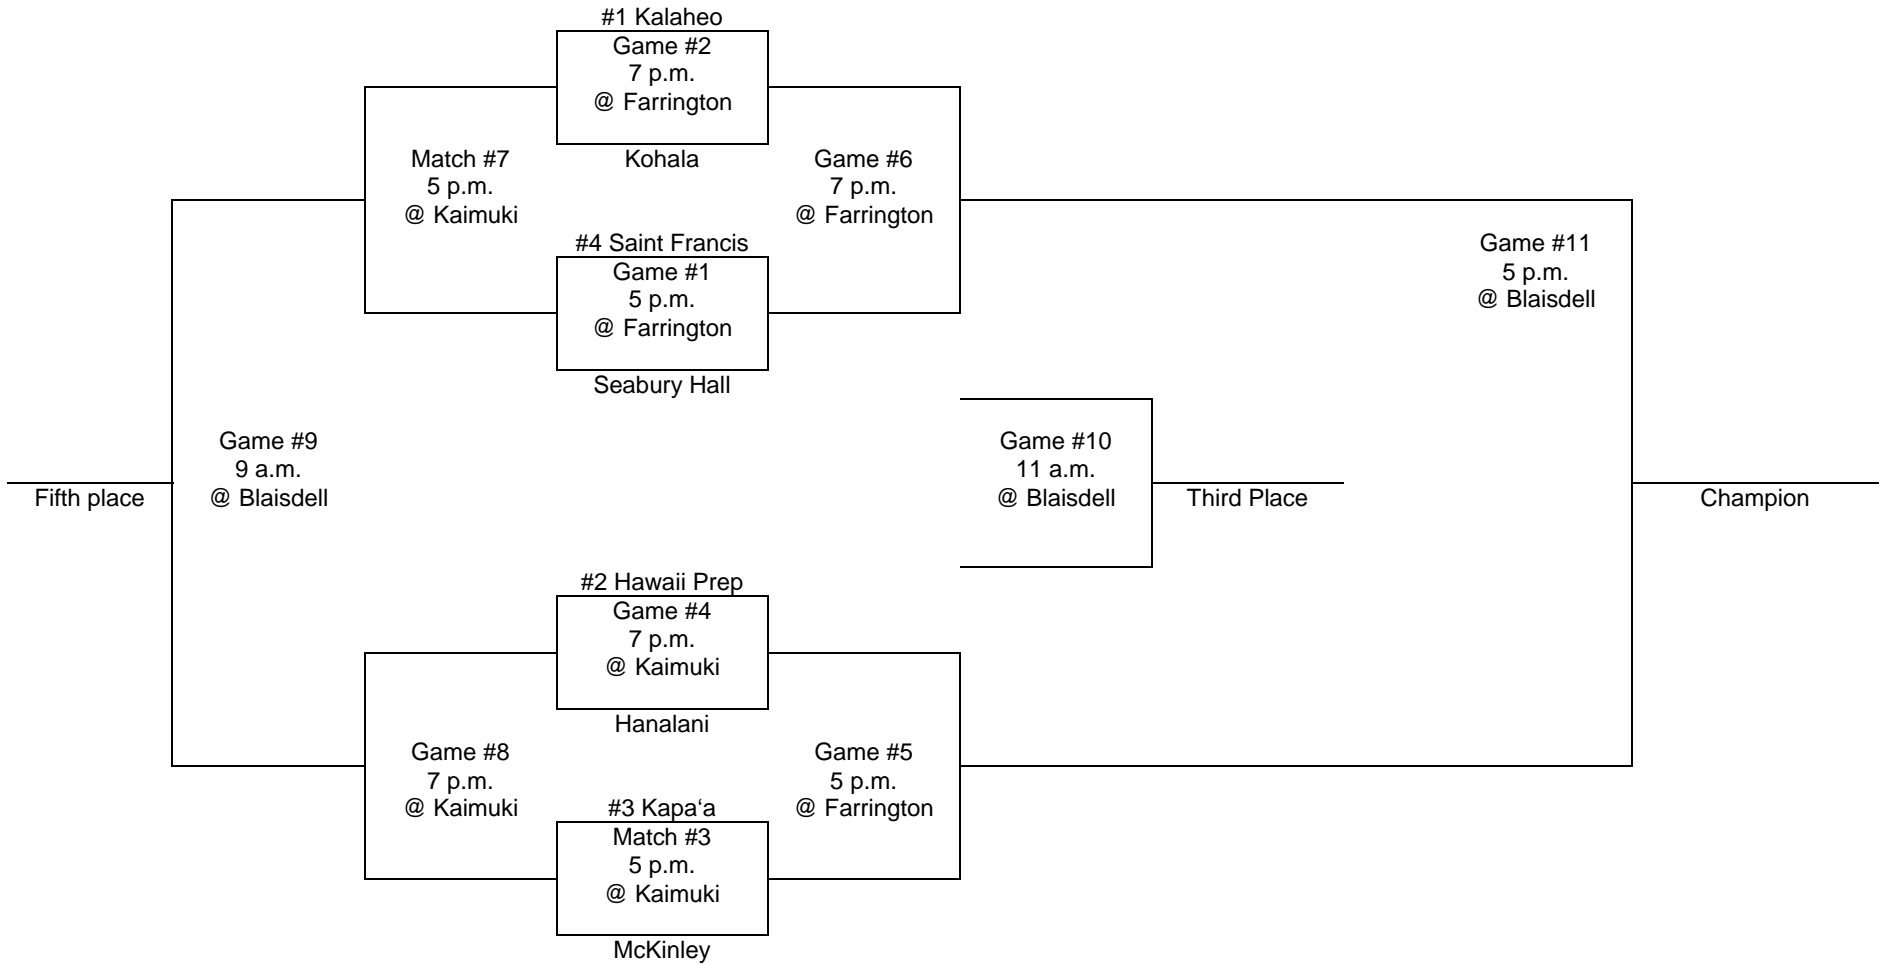 #1 Kalaheo
Game #2
7 p.m.
@ Farrington
Kohala
Match #7
5 p.m.
@ Kaimuki
Game #6
7 p.m.
@ Farrington
#4 Saint Francis
Game #1
5 p.m.
@ Farrington
Seabury Hall
Game #11
5 p.m.
@ Blaisdell
Game #9
9 a.m.
@ Blaisdell
Fifth place
Game #10
11 a.m.
@ Blaisdell
Third Place
Champion
#2 Hawaii Prep
Game #4
7 p.m.
@ Kaimuki
Hanalani
Game #8
7 p.m.
@ Kaimuki
Game #5
5 p.m.
@ Farrington
#3 Kapa‘a
Match #3
5 p.m.
@ Kaimuki
McKinley